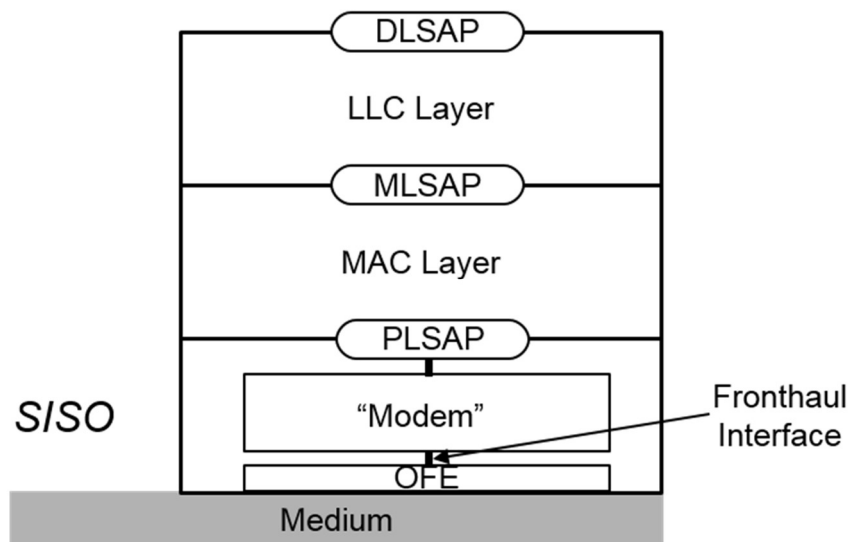 DLSAP
LLC Layer
MLSAP
MAC Layer
PLSAP
SISO
“Modem”
Fronthaul
Interface
OFE
Medium